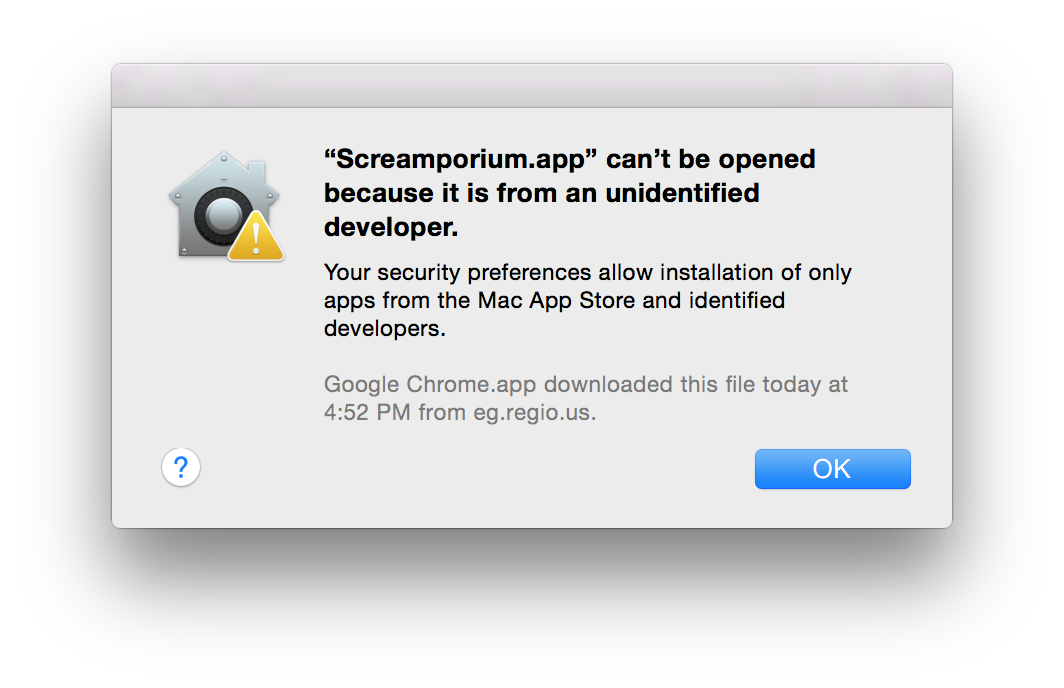 “Screamporium.app” can’t be opened
because it is from an unidentified
developer.
Your security preferences allow installation of only
apps from the Mac App Store and identified
developers.
Google Chrome.app downloaded this file today at
4:52 PM from eg.regio.us.
?
OK